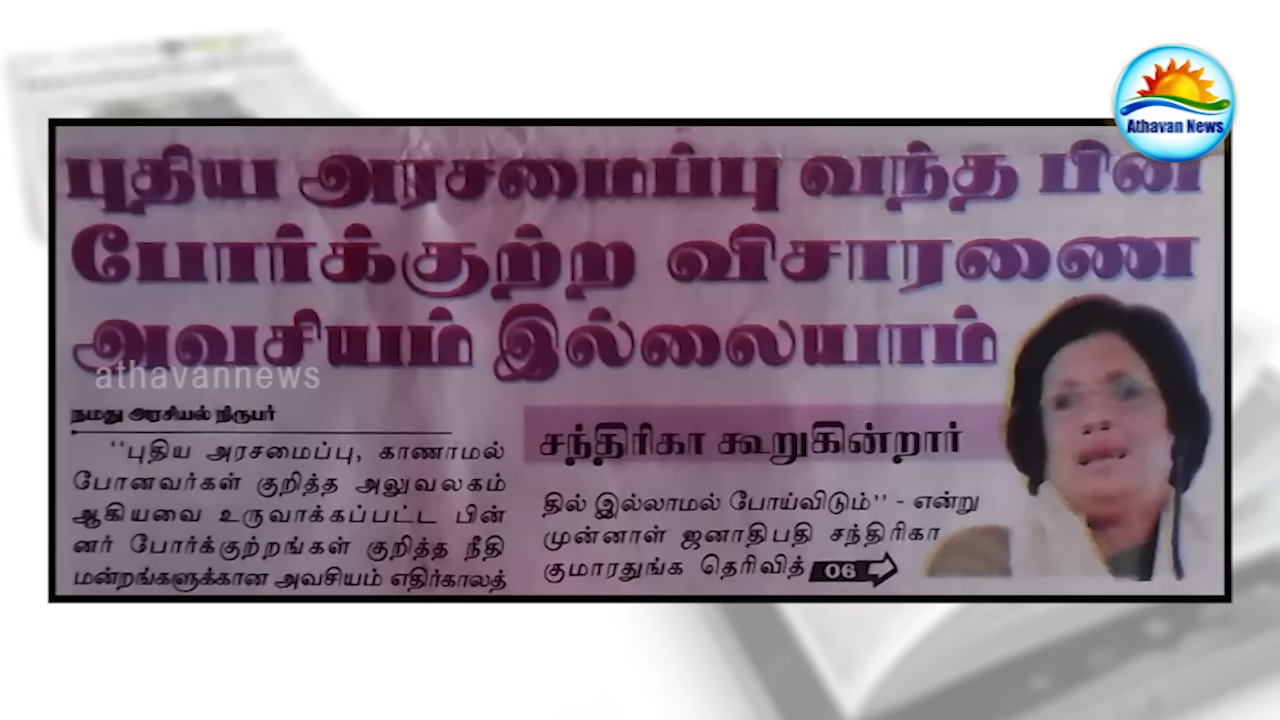 Athavan News
புதிய அரசமைப்பு வந்த பின்
போர்க்குற்ற விசாரணை
அவசியம் இல்லையாம்
athavannews
நமது அரசியல் நிருபர்
"புதிய அரசமைப்பு, காணாமல்
போனவர்கள் குறித்த அலுவலகம்
ஆகியவை உருவாக்கப்பட்ட பின்
னர் போர்க்குற்றங்கள் குறித்த நீதி
மன்றங்களுக்கான அவசியம் எதிர்காலத்
சந்திரிகா கூறுகின்றார்
தில் இல்லாமல் போய்விடும்" - என்று
முன்னாள் ஜனாதிபதி சந்திரிகா
குமாரதுங்க தெரிவித் 06